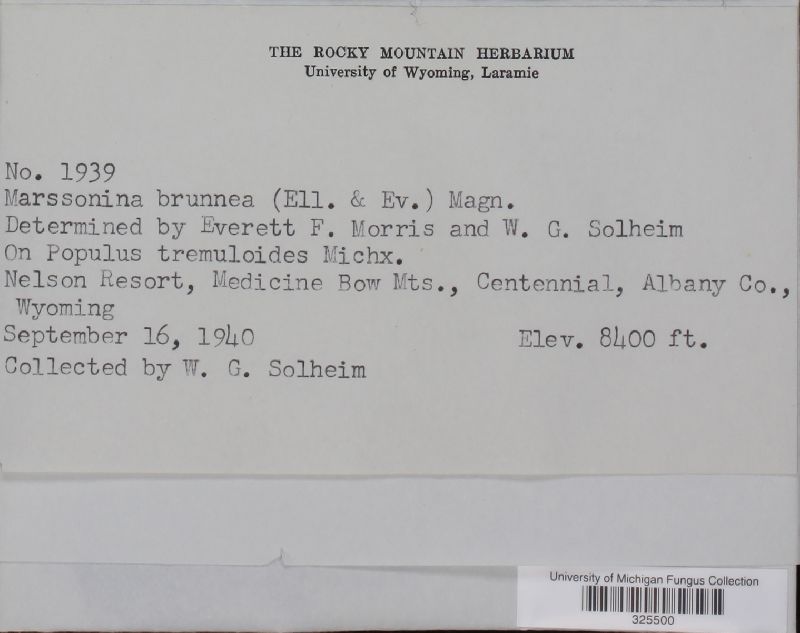 THE ROCKY MOUNTAIN HERBARIUM
University of Wyoming, Laramie
No. 1939
Marssonina brunnea (Ell. & Ev.) Magn.
Determined by Everett F. Morris and W. G. Solheim
On Populus tremuloides Michx.
Nelson Resort, Medicine Bow Mts., Centennial, Albany Co.,
Wyoming
September 16, 1940 Elev. 8400 ft.
Collected by W. G. Solheim
University of Michigan Fungus Collection
325500